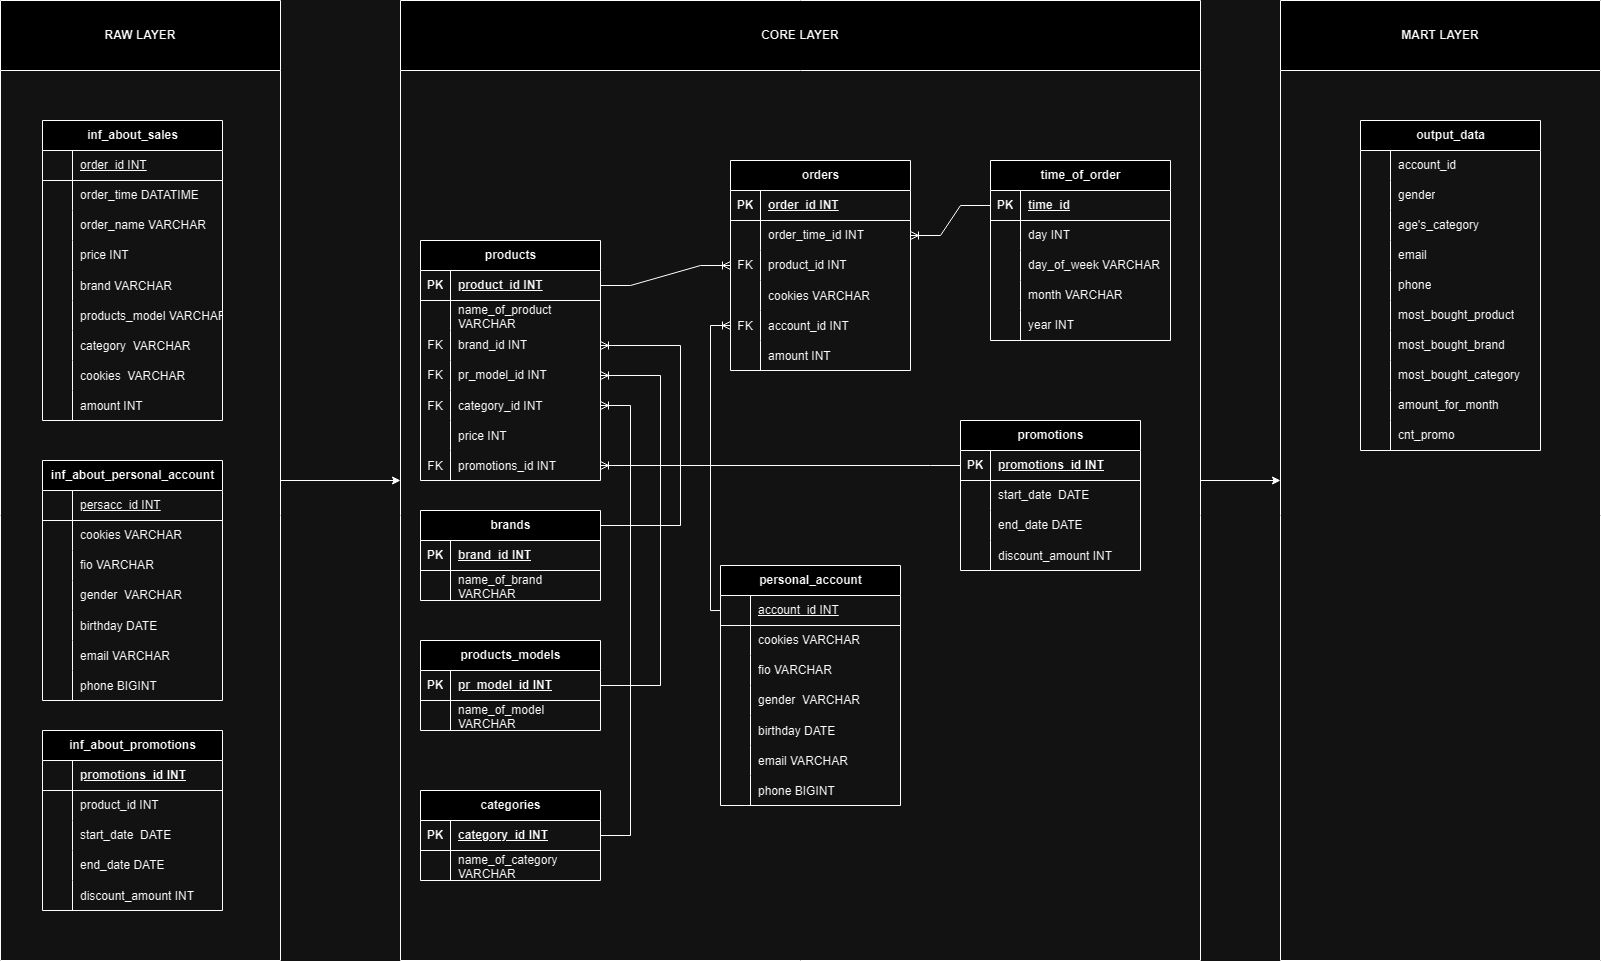 RAW LAYER
inf_about_sales
order_id INT
order_time DATATIME
order_name VARCHAR
price INT
brand VARCHAR
products_model VARCHAR
category  VARCHAR
cookies  VARCHAR
amount INT
inf_about_personal_account
persacc_id INT
cookies VARCHAR
fio VARCHAR
gender  VARCHAR
birthday DATE
email VARCHAR
phone BIGINT
inf_about_promotions
promotions_id INT
product_id INT
start_date  DATE
end_date DATE
discount_amount INT
CORE LAYER
products
PK product_id INT
name_of_product
VARCHAR
FK brand_id INT
FK pr_model_id INT
FK category_id INT
price INT
FK promotions_id INT
brands
PK brand_id INT
name_of_brand
VARCHAR
products_models
PK pr_model_id INT
name_of_model
VARCHAR
categories
PK category_id INT
name_of_category
VARCHAR
orders
PK order_id INT
order_time_id INT
FK product_id INT
cookies VARCHAR
FK account_id INT
amount INT
time_of_order
PK time_id
day INT
day_of_week VARCHAR
month VARCHAR
year INT
promotions
PK promotions_id INT
start_date  DATE
end_date DATE
discount_amount INT
personal_account
account_id INT
cookies VARCHAR
fio VARCHAR
gender  VARCHAR
birthday DATE
email VARCHAR
phone BIGINT
MART LAYER
output_data
account_id
gender
age's_category
email
phone
most_bought_product
most_bought_brand
most_bought_category
amount_for_month
cnt_promo